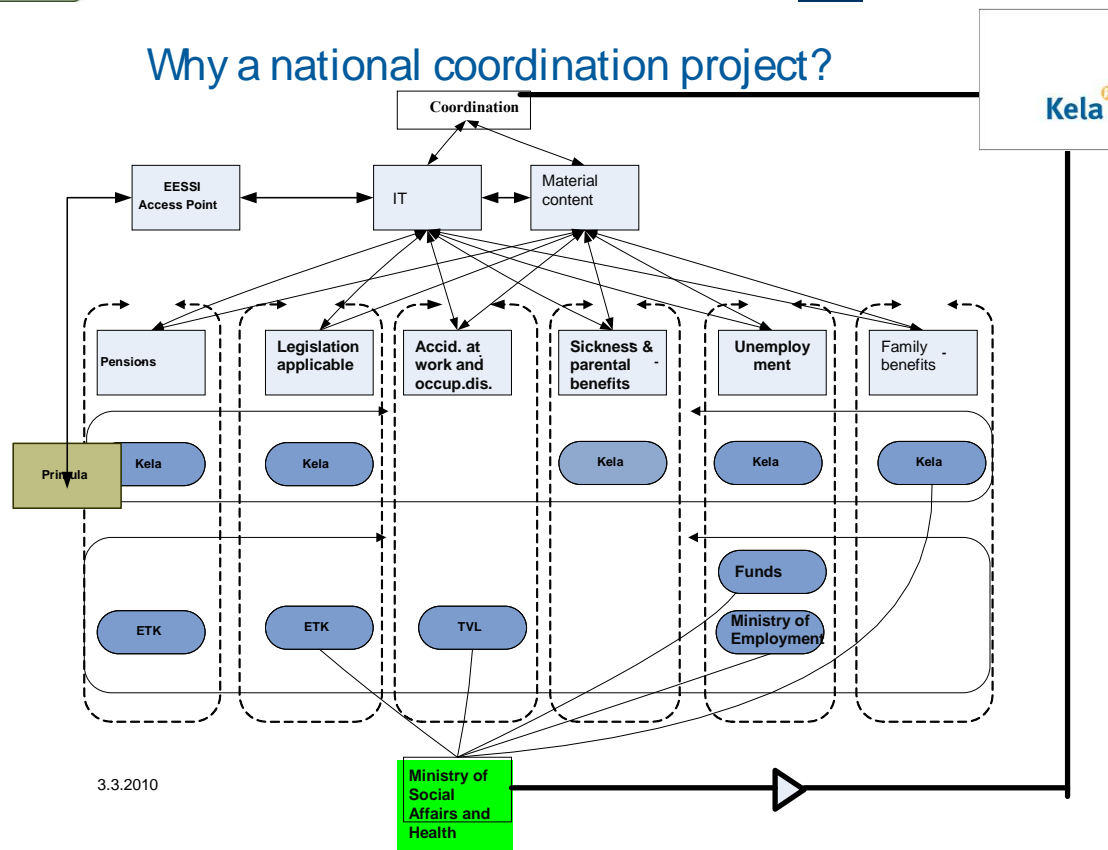 Why a national coordination project?
Kela
Coordination
EESSI
Access Point
IT
Material
content
Pensions
Legislation
applicable
Accid. at
work and
occup.dis.
Sickness &
parental -
benefits
Unemploy
ment
Family -
benefits
Primula
Kela
Kela
Kela
Kela
Kela
Funds
ETK
ETK
TVL
Ministry of
Employment
Ministry of
Social
Affairs and
Health
3.3.2010